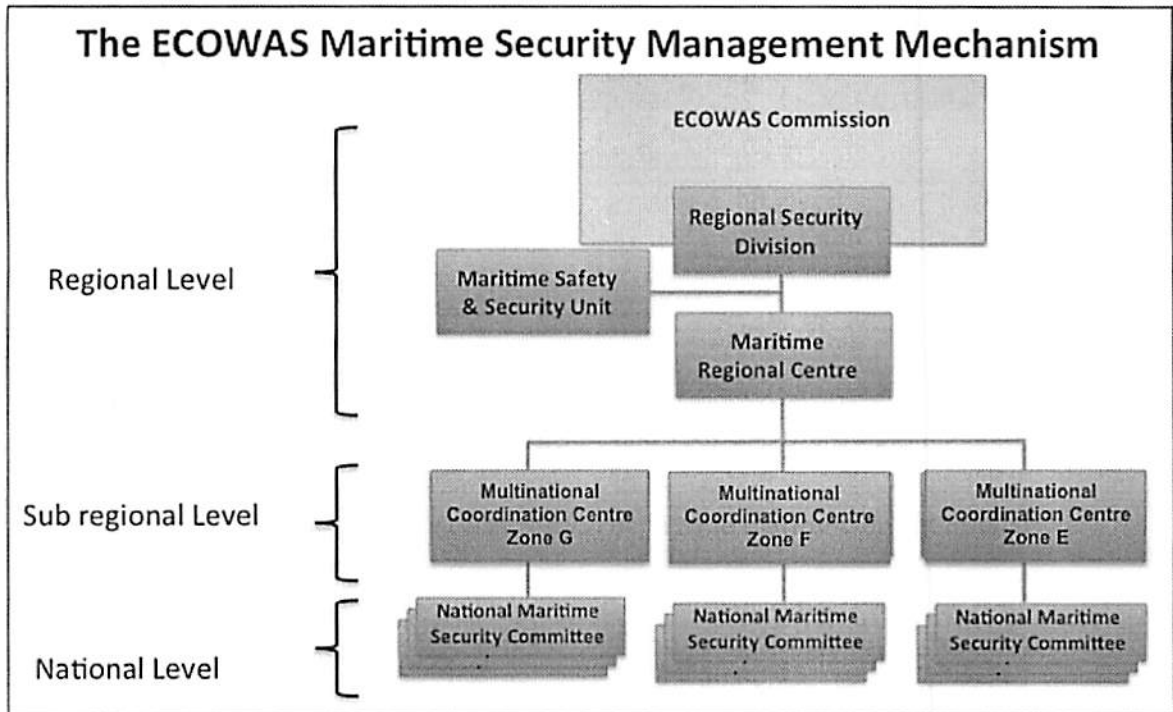 The ECOWAS Maritime Security Management Mechanism
ECOWAS Commission
Regional Security
Division
Regional Level
Maritime Safety
& Security Unit
Maritime
Regional Centre
Sub regional Level
Multinational
Coordination Centre
Zone G
Multinational
Coordination Centre
Zone F
Multinational
Coordination Centre
Zone E
National Level
National Maritime
Security Committee
National Maritime
Security Committee
National Maritime
Security Committee